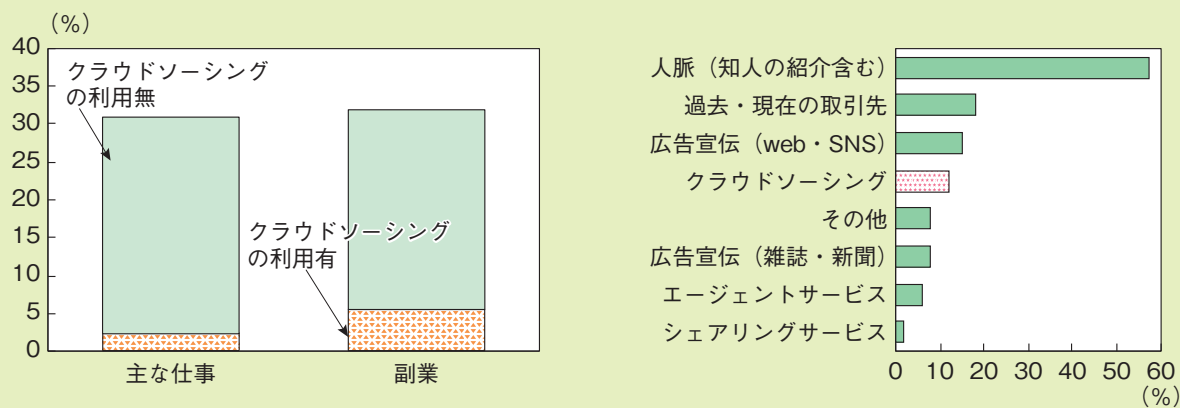 (%)
40
35
30
25
20
15
10
5
0
クラウドソーシング
の利用無
クラウドソーシング
の利用有
主な仕事
副業
人脈（知人の紹介含む）
過去・現在の取引先
広告宣伝（web・SNS）
クラウドソーシング
その他
広告宣伝（雑誌・新聞）
エージェントサービス
シェアリングサービス
0 10 20 30 40 50 60
(%)